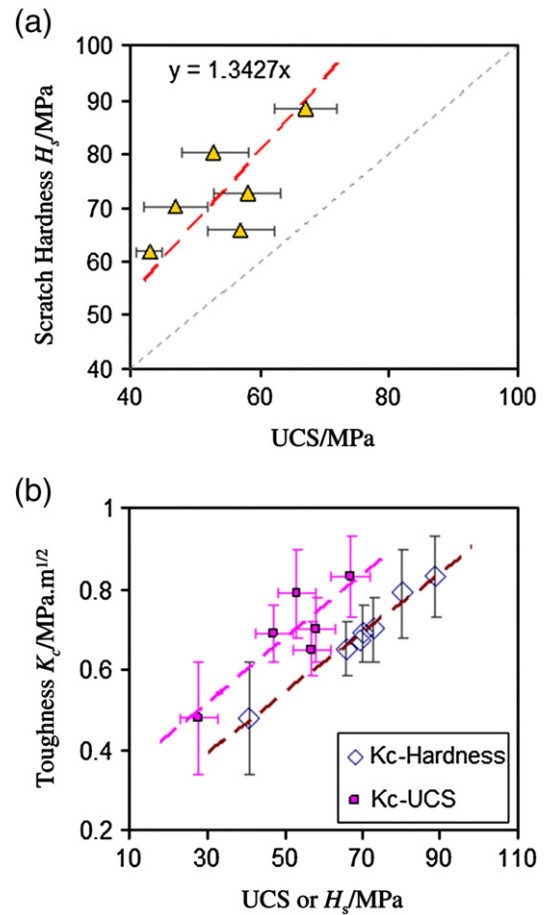 (a)
100
90
80
70
60
50
40
y = 1.3427x
Scratch Hardness Hs/MPa
40 60 80 100
UCS/MPa
(b)
1
0.8
0.6
0.4
0.2
Toughness Kc/MPa.m1/2
Kc-Hardness
Kc-UCS
10 30 50 70 90 110
UCS or Hs/MPa